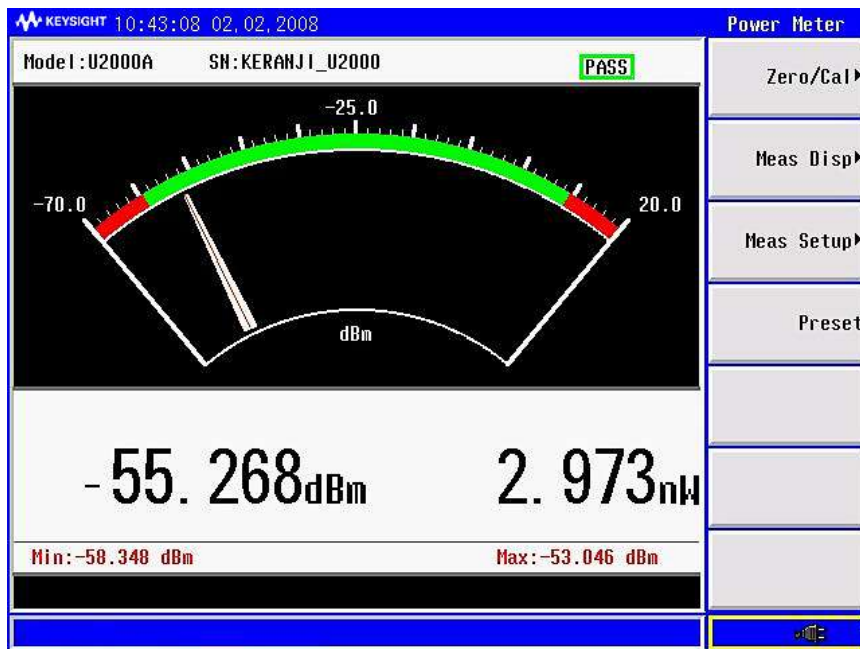 KEYSIGHT 10:43:08 02,02,2008
Power Meter
Model:U2000A SN:KERANJI_U2000 PASS
Zero/Cal
-25.0
Meas Disp
-70.0 20.0
Meas Setup
Preset
dBm
-55.268dBm 2.973nW
Min:-58.348 dBm Max:-53.046 dBm